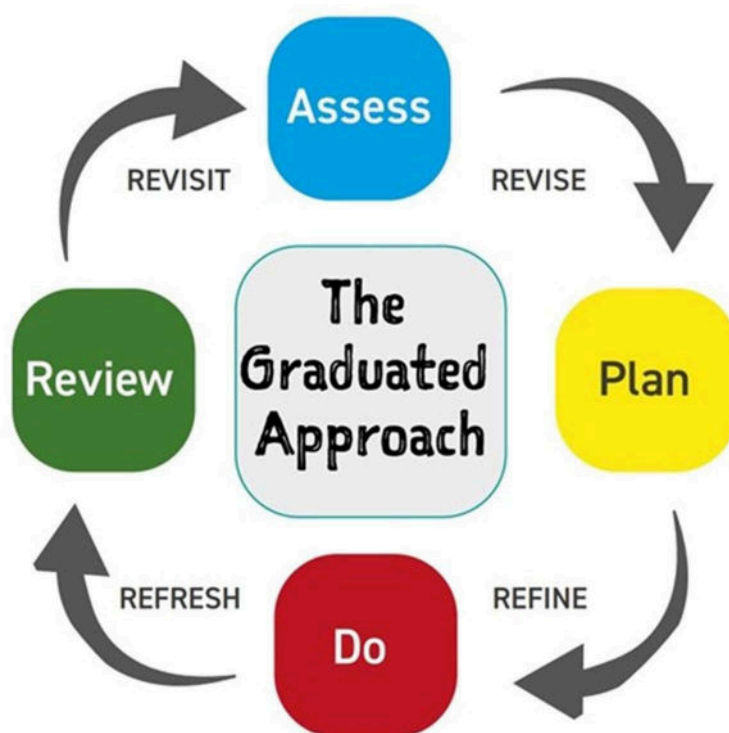 Assess
REVISIT
REVISE
The
Graduated
Approach
Review
Plan
REFRESH
REFINE
Do